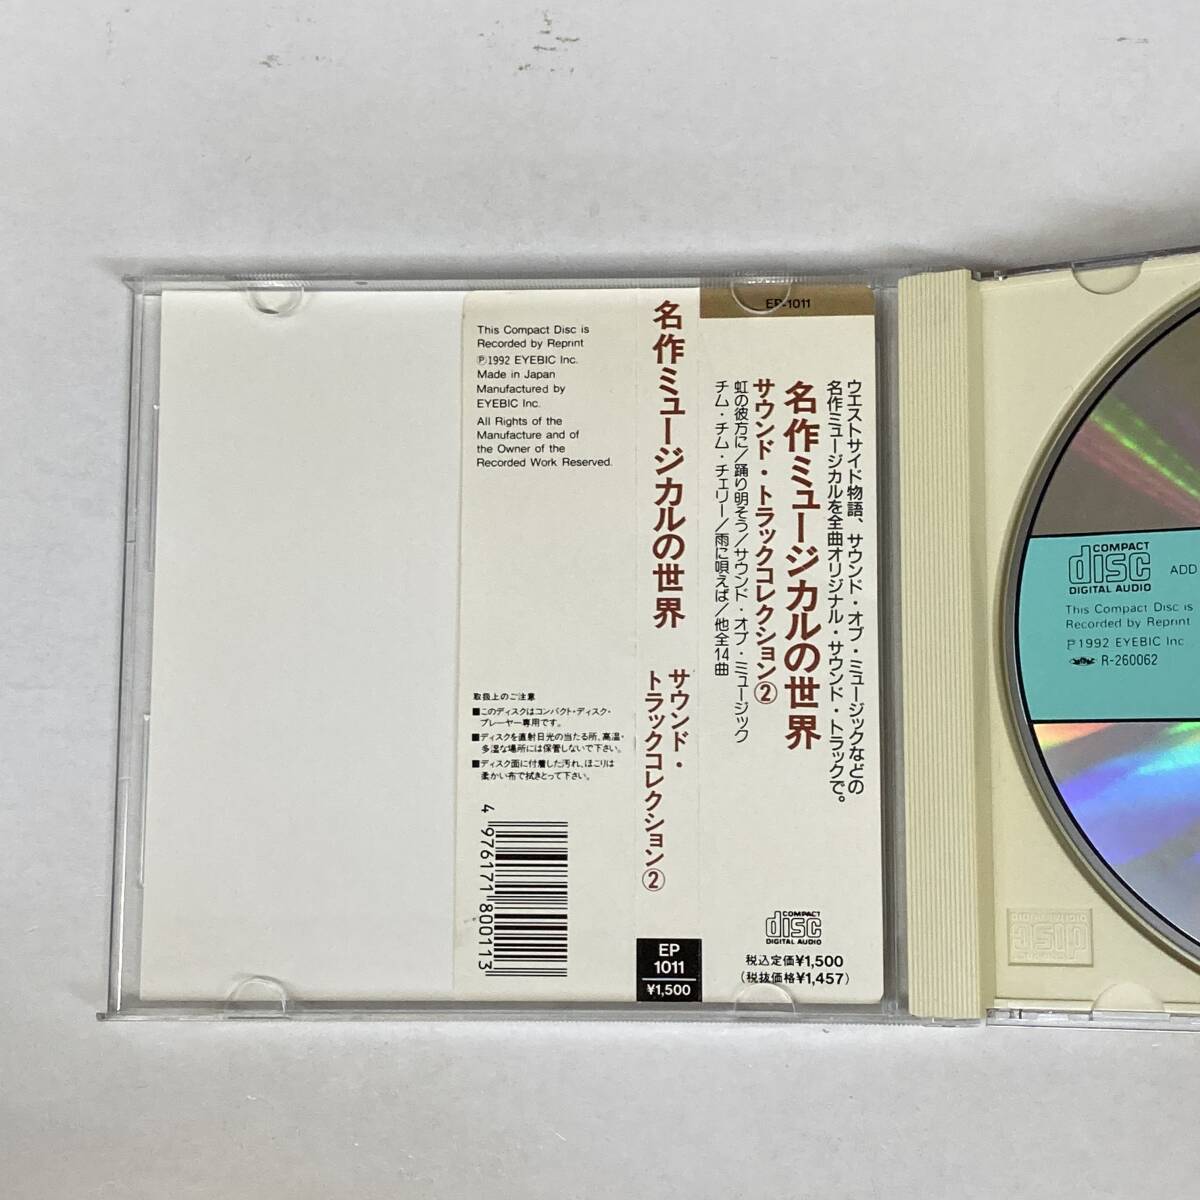 This Compact Disc is
Recorded by Reprint
Ⓟ1992 EYEBIC Inc.
Made in Japan
Manufactured by
EYEBIC Inc.
All Rights of the
Manufacture and of
the Owner of the
Recorded Work Reserved.
取扱上のご注意
■このディスクはコンパクト・ディスク・
プレーヤー専用です。
■ディスクを直射日光の当たる所、高温・
多湿な場所には保管しないで下さい。
■ディスク面に付着した汚れ、ほこりは
柔かい布で拭きとって下さい。
4 976171 800113
名作ミュージカルの世界
サウンド・
トラックコレクション②
EP
1011
¥1,500
EP-1011
ウエストサイド物語、サウンド・オブ・ミュージックなどの
名作ミュージカルを全曲オリジナル・サウンド・トラックで。
名作ミュージカルの世界
サウンド・トラックコレクション②
虹の彼方に/踊り明そう/サウンド・オブ・ミュージック
チム・チム・チェリー/雨に唄えば/他全14曲
COMPACT
disc
DIGITAL AUDIO
税込定価¥1,500
(税抜価格¥1,457)
COMPACT
disc
DIGITAL AUDIO
ADD
This Compact Disc is
Recorded by Reprint
Ⓟ1992 EYEBIC Inc
R-260062